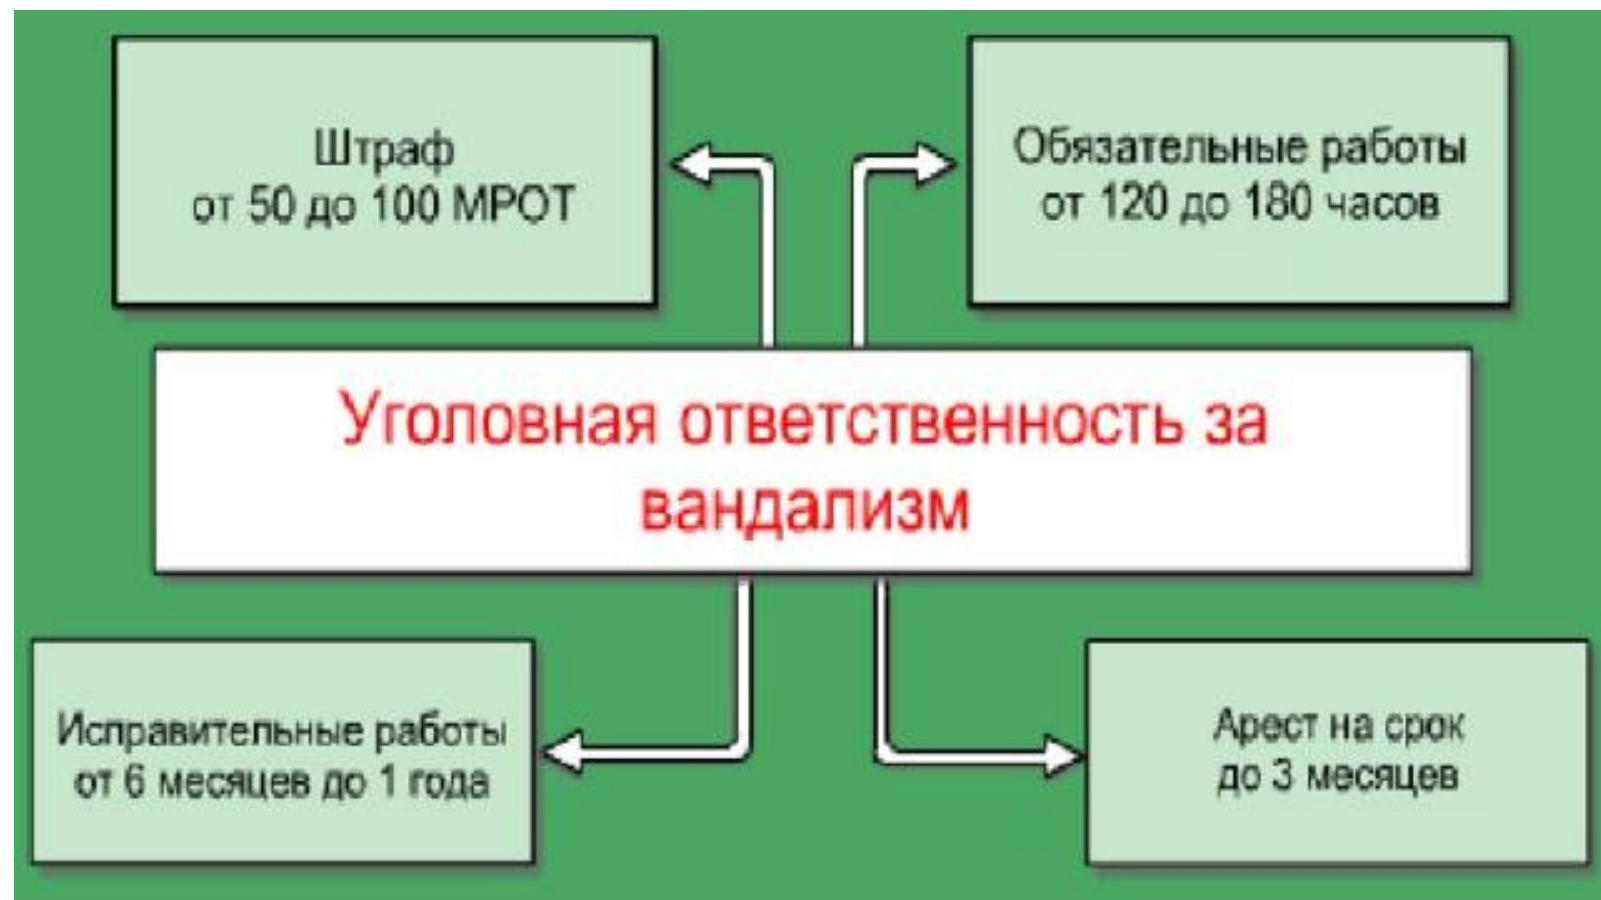 Штраф
от 50 до 100 МРОТ
Обязательные работы
от 120 до 180 часов
Уголовная ответственность за
вандализм
Исправительные работы
от 6 месяцев до 1 года
Арест на срок
до 3 месяцев